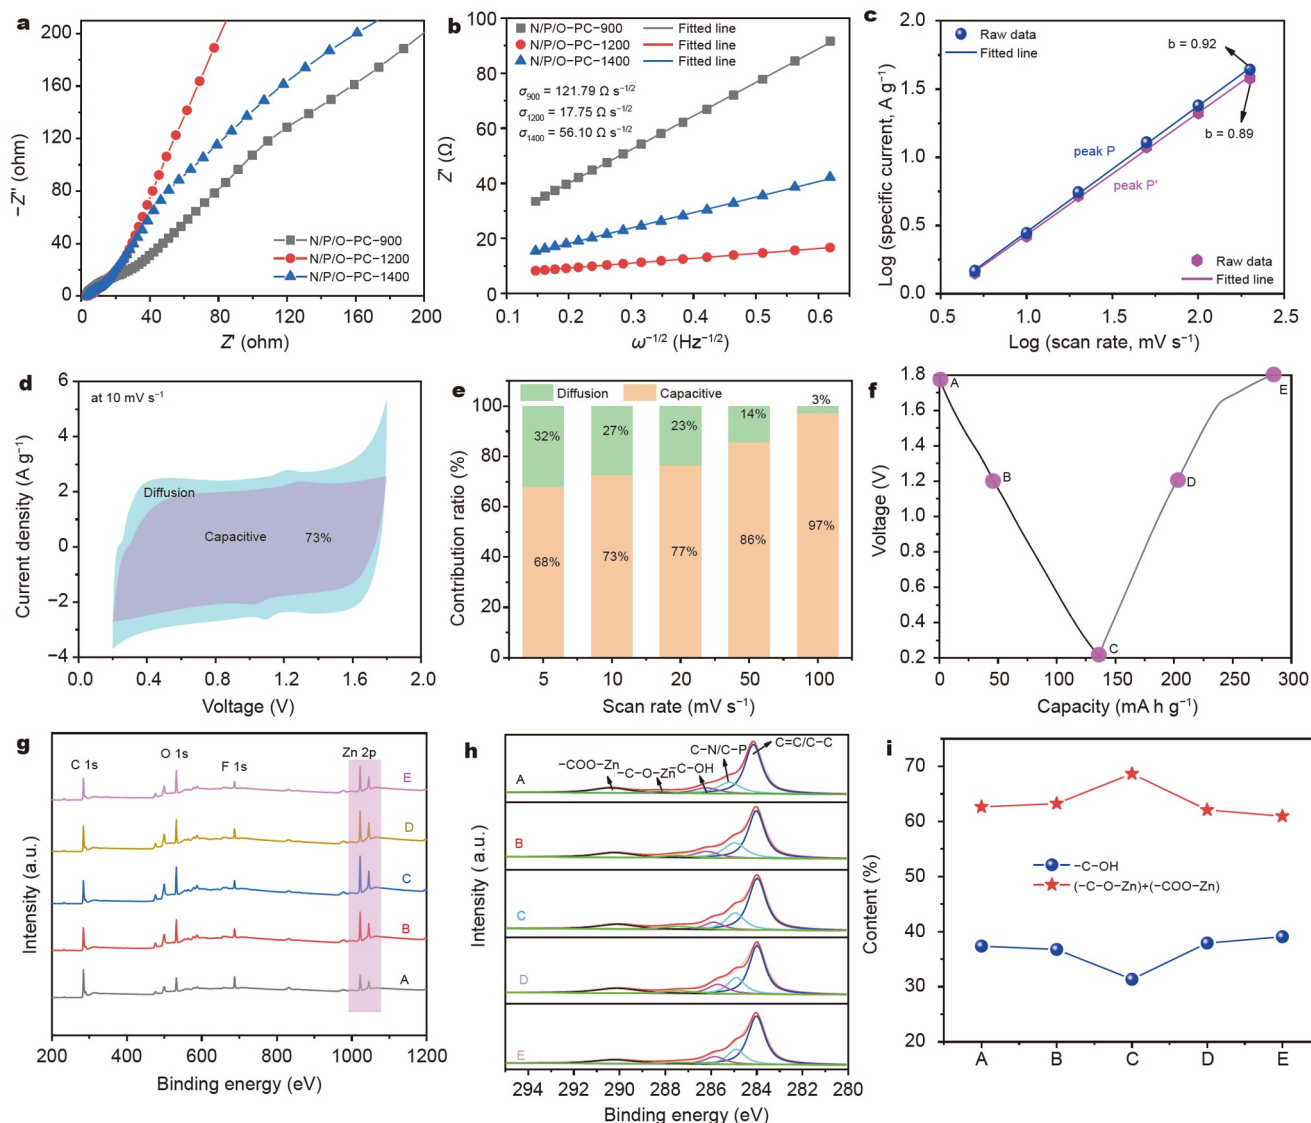 a
200
160
120
80
40
0
−Z″ (ohm)
N/P/O−PC−900
N/P/O−PC−1200
N/P/O−PC−1400
0 40 80 120 160 200
Z′ (ohm)
b
100
80
60
40
20
0
Z′ (Ω)
N/P/O−PC−900 Fitted line
N/P/O−PC−1200 Fitted line
N/P/O−PC−1400 Fitted line
σ900 = 121.79 Ω s−1/2
σ1200 = 17.75 Ω s−1/2
σ1400 = 56.10 Ω s−1/2
0.1 0.2 0.3 0.4 0.5 0.6 0.7
ω−1/2 (Hz−1/2)
c
2.0
1.5
1.0
0.5
0.0
Log (specific current, A g−1)
Raw data
Fitted line
b = 0.92
b = 0.89
peak P
peak P'
Raw data
Fitted line
0.5 1.0 1.5 2.0 2.5
Log (scan rate, mV s−1)
d
6
4
2
0
−2
−4
Current density (A g−1)
at 10 mV s−1
Diffusion
Capacitive 73%
0.0 0.4 0.8 1.2 1.6 2.0
Voltage (V)
e
100
80
60
40
20
0
Contribution ratio (%)
Diffusion Capacitive
32% 27% 23% 14% 3%
68% 73% 77% 86% 97%
5 10 20 50 100
Scan rate (mV s−1)
f
1.8
1.6
1.4
1.2
1.0
0.8
0.6
0.4
0.2
Voltage (V)
A
B
C
D
E
0 50 100 150 200 250 300
Capacity (mA h g−1)
g
Intensity (a.u.)
C 1s
O 1s
F 1s
Zn 2p
E
D
C
B
A
200 400 600 800 1000 1200
Binding energy (eV)
h
Intensity ( a.u.)
−COO−Zn
−C−O−Zn
−C−OH
C−N/C−P
C=C/C−C
A
B
C
D
E
294 292 290 288 286 284 282 280
Binding energy (eV)
i
70
60
50
40
30
20
Content (%)
−C−OH
(−C−O−Zn)+(−COO−Zn)
A B C D E